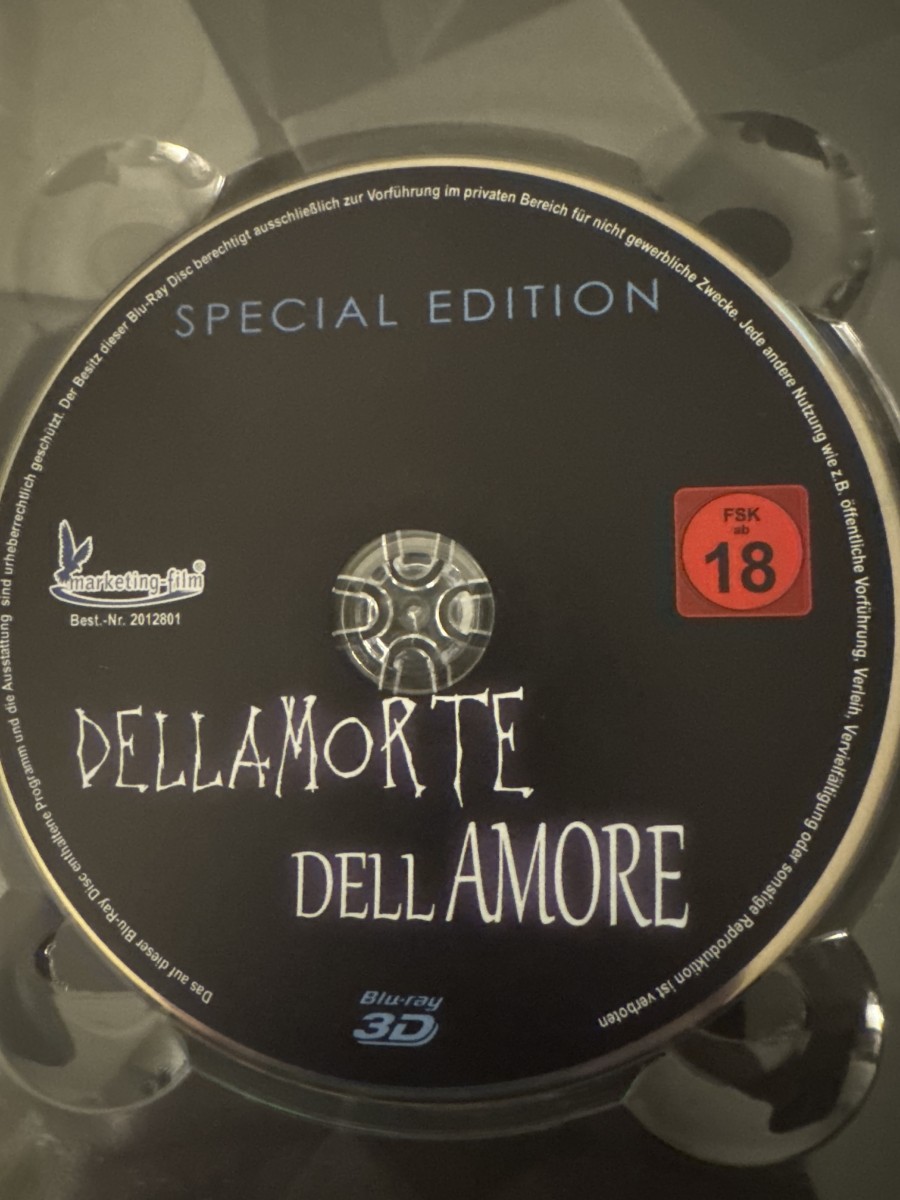 Das auf dieser Blu-Ray Disc enthaltene Programm und die Ausstattung sind urheberrechtlich geschützt. Der Besitz dieser Blu-Ray Disc berechtigt ausschließlich zur Vorführung im privaten Bereich für nicht gewerbliche Zwecke. Jede andere Nutzung wie z.B. öffentliche Vorführung, Verleih, Vervielfältigung oder sonstige Reproduktion ist verboten
SPECIAL EDITION
FSK
ab
18
marketing-film®
Best.-Nr. 2012801
DELLAMORTE
DELLAMORE
Blu-ray
3D